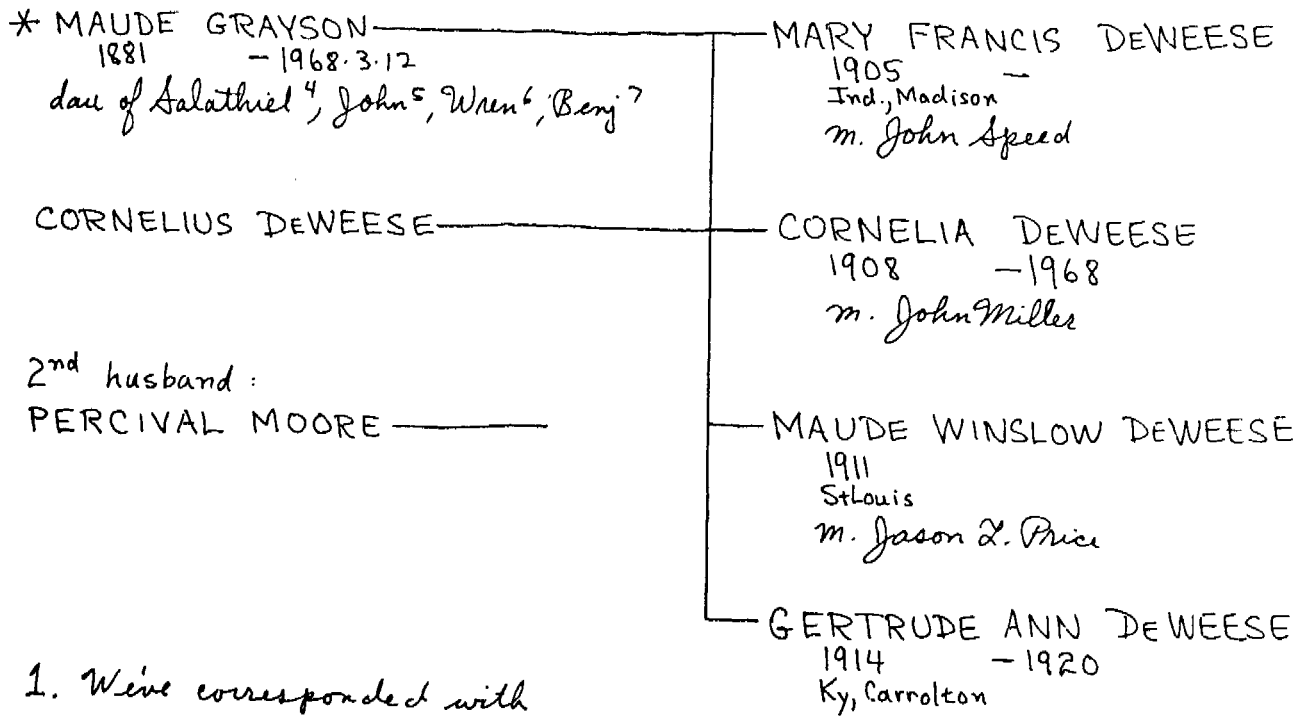 * MAUDE GRAYSON
1881 - 1968.3.12
dau of Salathiel 4, John 5, Wren 6, Benj 7
CORNELIUS DEWEESE
2nd husband :
PERCIVAL MOORE
1. We've corresponded with
MARY FRANCIS DEWEESE
1905 -
Ind., Madison
m. John Speed
CORNELIA DEWEESE
1908 - 1968
m. John Miller
MAUDE WINSLOW DEWEESE
1911
St Louis
m. Jason L. Price
GERTRUDE ANN DEWEESE
1914 - 1920
Ky, Carrolton